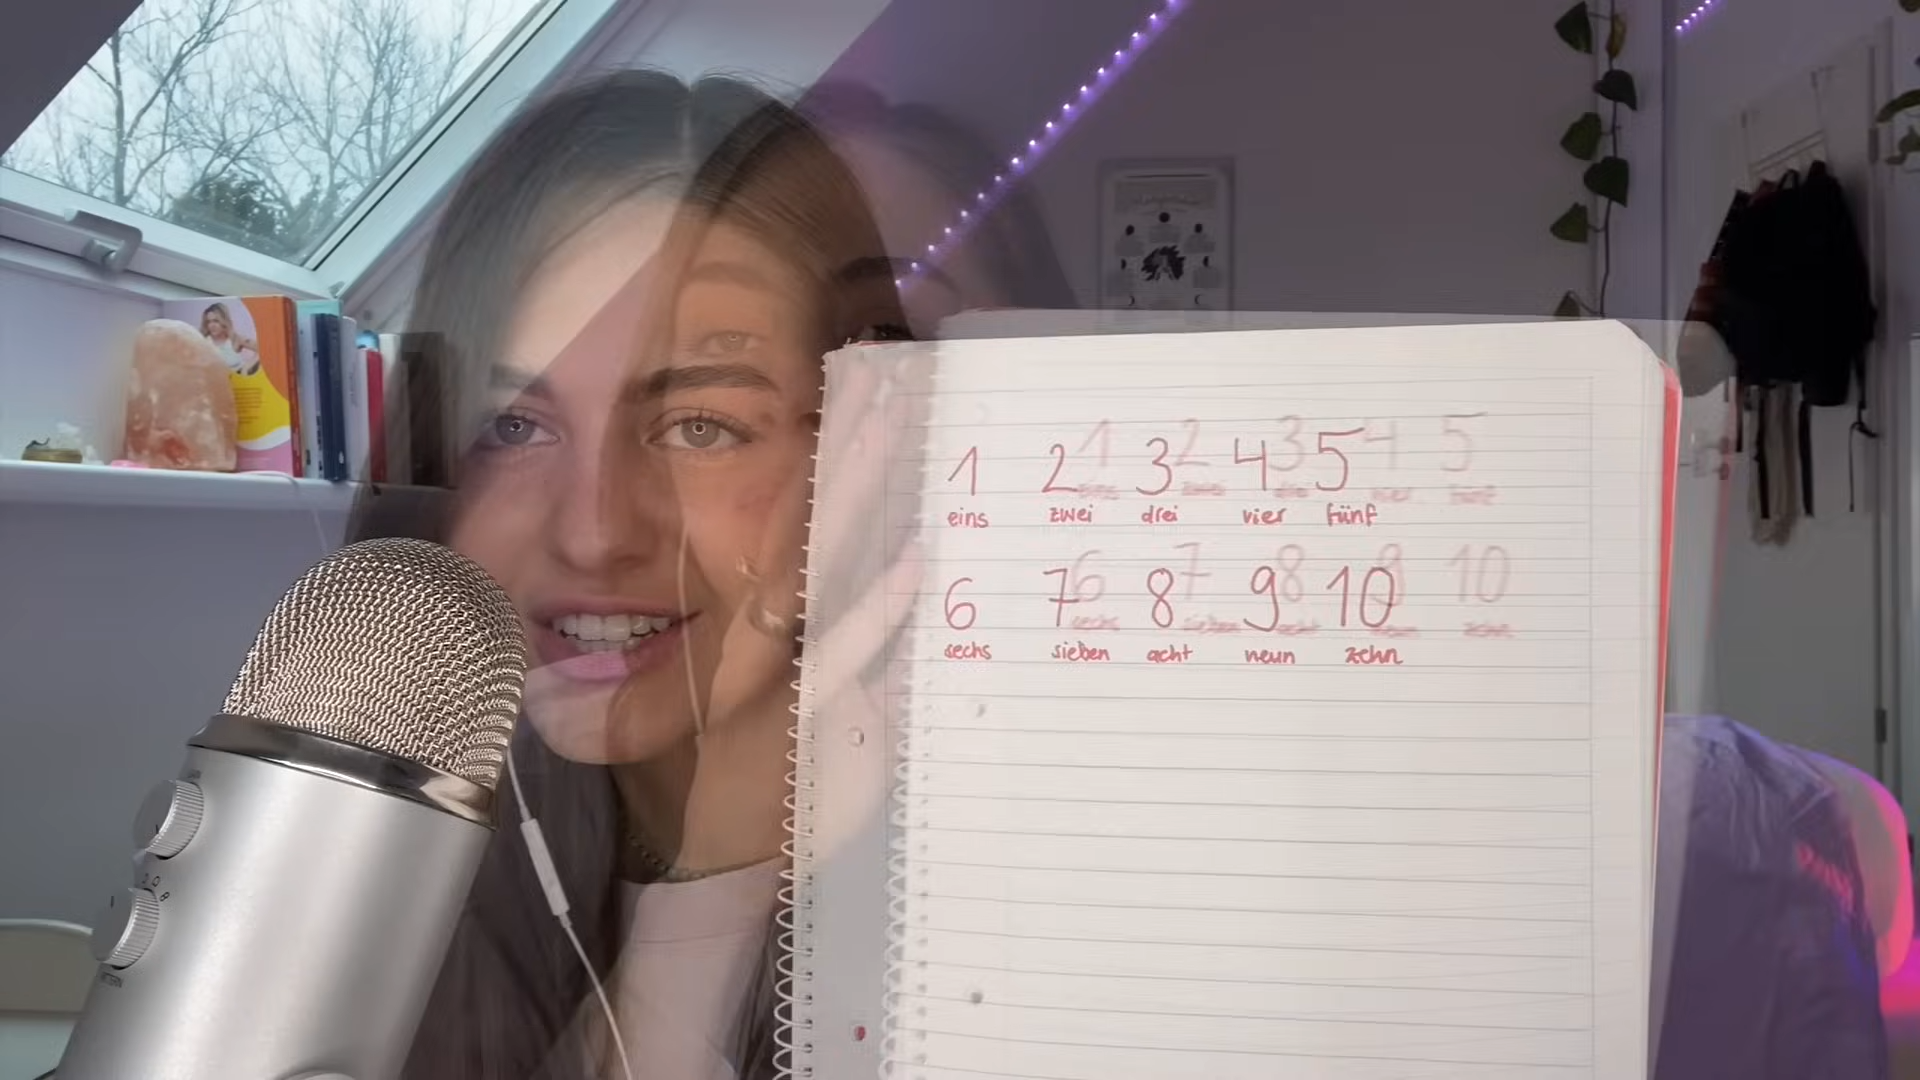 1 2 3 4 5
eins zwei drei vier fünf
6 7 8 9 10
sechs sieben acht neun zehn